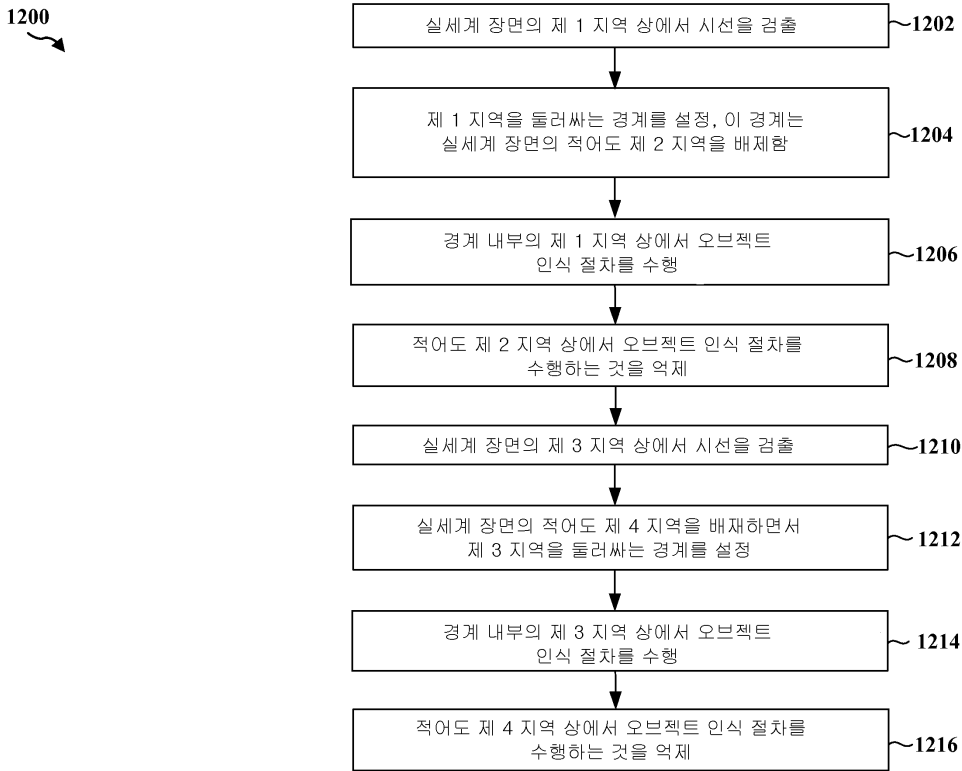 1200
실세계 장면의 제 1 지역 상에서 시선을 검출
1202
제 1 지역을 둘러싸는 경계를 설정, 이 경계는
실세계 장면의 적어도 제 2 지역을 배제함
1204
경계 내부의 제 1 지역 상에서 오브젝트
인식 절차를 수행
1206
적어도 제 2 지역 상에서 오브젝트 인식 절차를
수행하는 것을 억제
1208
실세계 장면의 제 3 지역 상에서 시선을 검출
1210
실세계 장면의 적어도 제 4 지역을 배재하면서
제 3 지역을 둘러싸는 경계를 설정
1212
경계 내부의 제 3 지역 상에서 오브젝트
인식 절차를 수행
1214
적어도 제 4 지역 상에서 오브젝트 인식 절차를
수행하는 것을 억제
1216